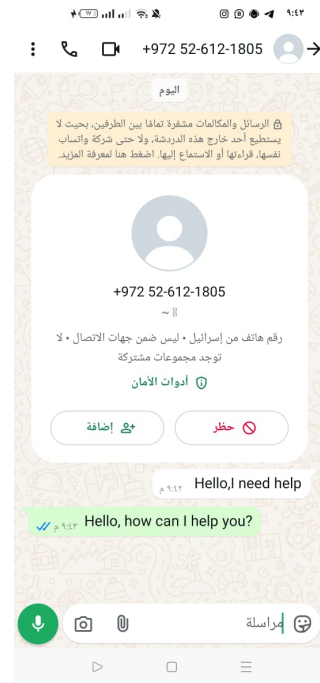 ٩:٤٣
+972 52-612-1805
اليوم
الرسائل والمكالمات مشفرة تمامًا بين الطرفين، بحيث لا
يستطيع أحد خارج هذه الدردشة، ولا حتى شركة واتساب
نفسها، قراءتها أو الاستماع إليها. اضغط هنا لمعرفة المزيد.
+972 52-612-1805
~
رقم هاتف من إسرائيل • ليس ضمن جهات الاتصال • لا
توجد مجموعات مشتركة
أدوات الأمان
حظر
إضافة
Hello,I need help
٩:٤٢ م
Hello, how can I help you?
٩:٤٣ م
مراسلة